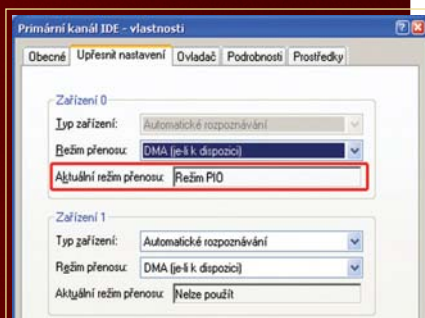 Primární kanál IDE - vlastnosti
Obecné Upřesnit nastavení Ovladač Podrobnosti Prostředky
Zařízení 0
Typ zařízení: Automatické rozpoznávání
Režim přenosu: DMA (je-li k dispozici)
Aktuální režim přenosu: Režim PIO
Zařízení 1
Typ zařízení: Automatické rozpoznávání
Režim přenosu: DMA (je-li k dispozici)
Aktuální režim přenosu: Nelze použít